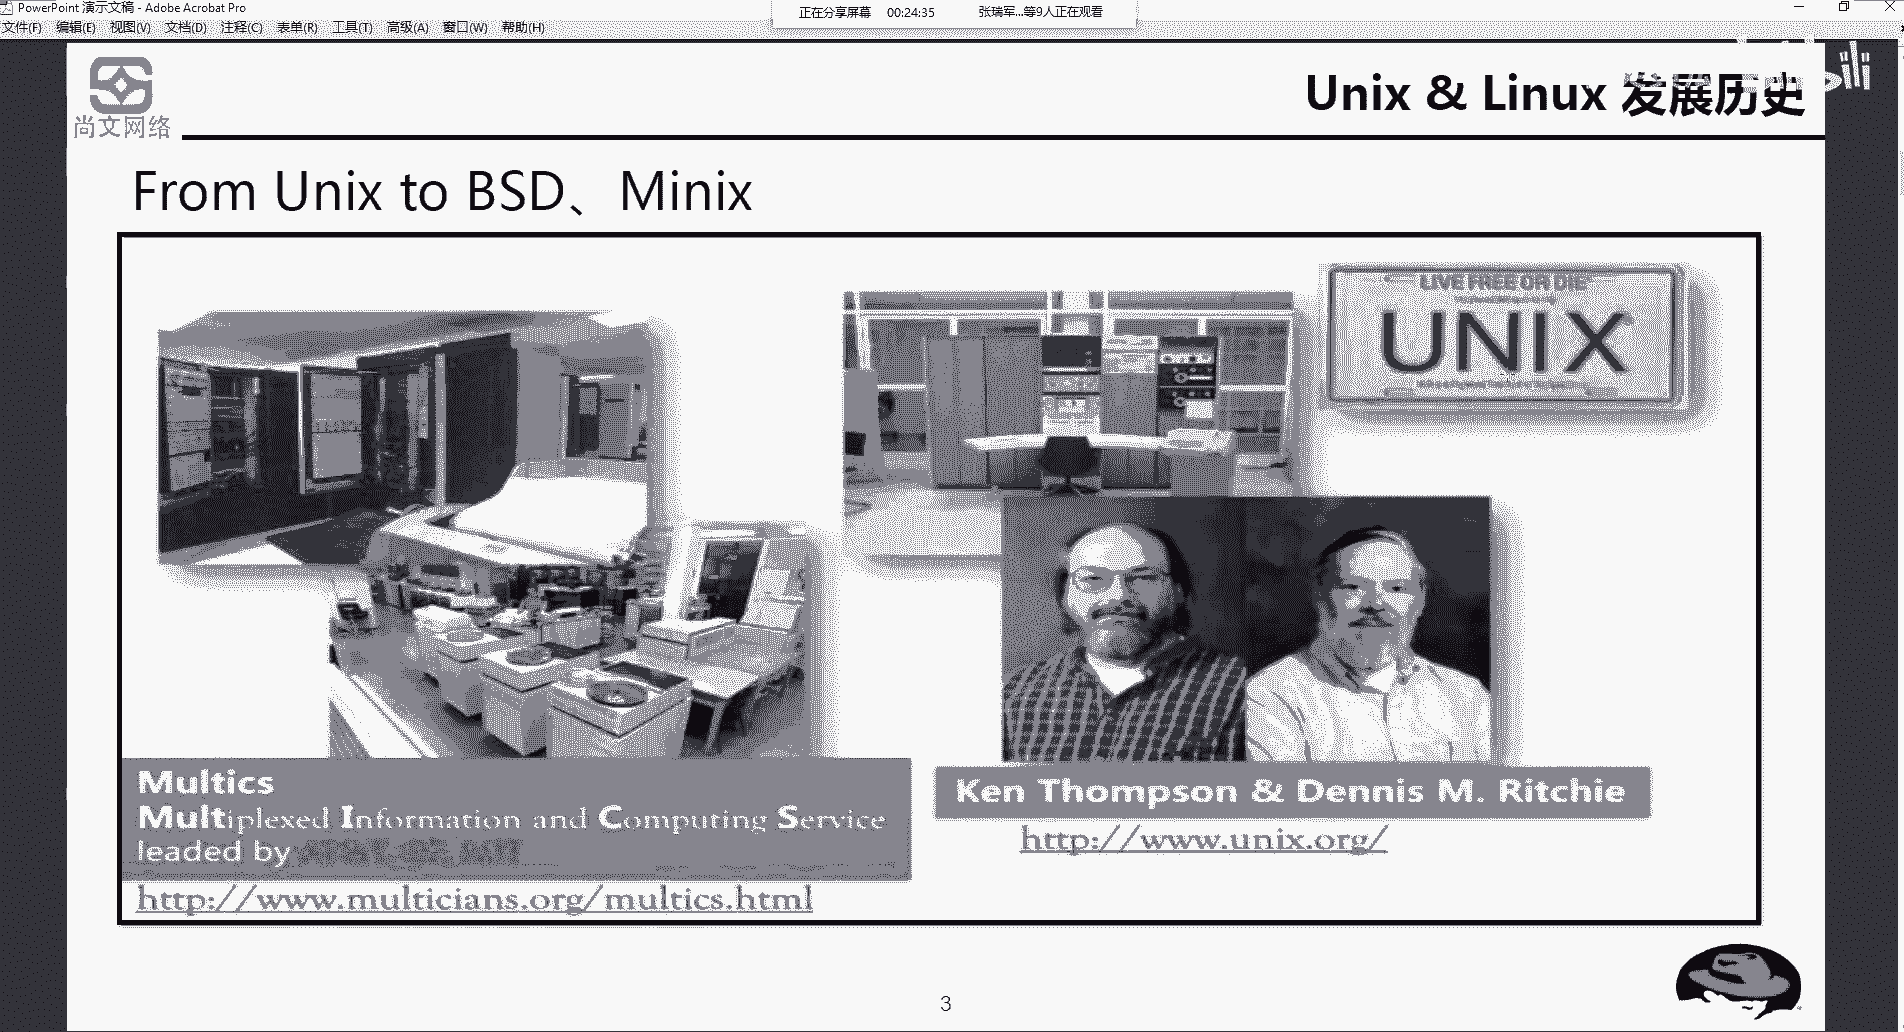 PowerPoint 演示文稿 - Adobe Acrobat Pro
正在分享屏幕 00:24:35 张瑞军...等9人正在观看
文件(F) 编辑(E) 视图(V) 文档(D) 注释(C) 表单(R) 工具(T) 高级(A) 窗口(W) 帮助(H)
尚文网络
Unix & Linux 发展历史
From Unix to BSD、Minix
LIVE FREE OR DIE
UNIX
Multics
Multiplexed Information and Computing Service
leaded by
http://www.multicians.org/multics.html
Ken Thompson & Dennis M. Ritchie
http://www.unix.org/
3